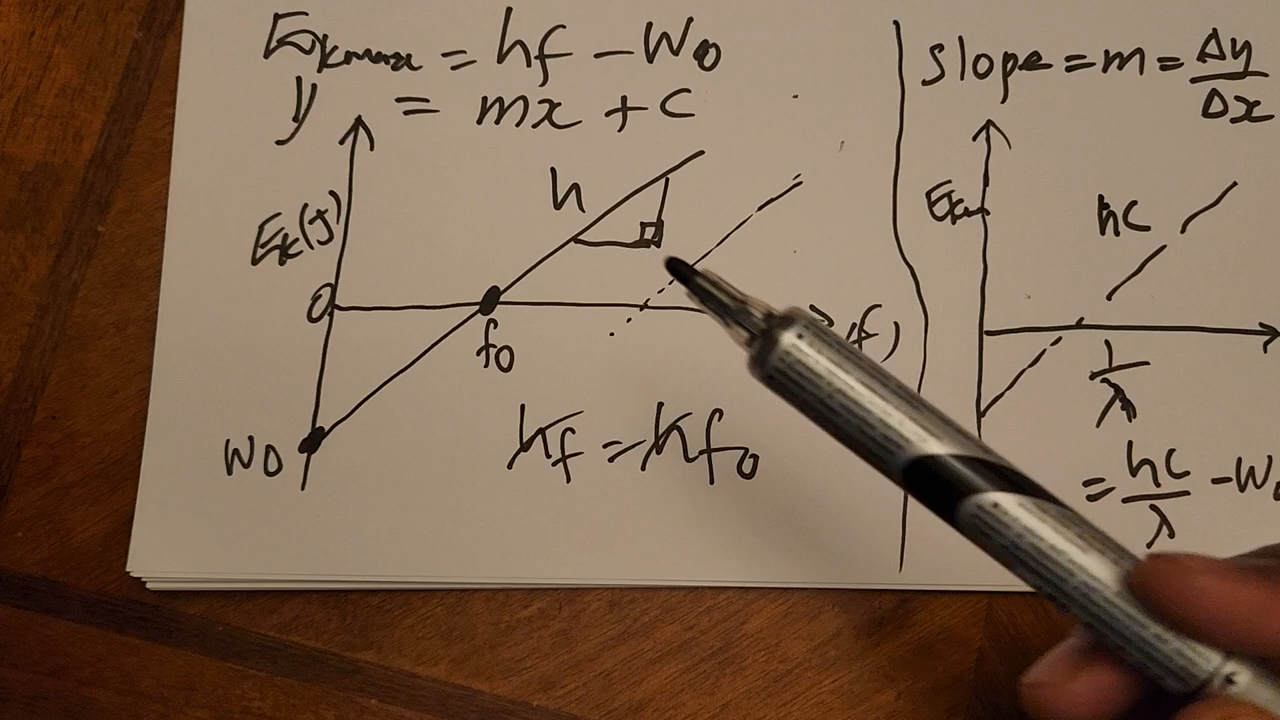 Ekmax = hf - W0
y = mx + c
Ek(J)
h
0
f0
(f)
W0
hf = hf0
slope = m = Δy/Δx
Ek
hc
1/λ
= hc/λ - W0